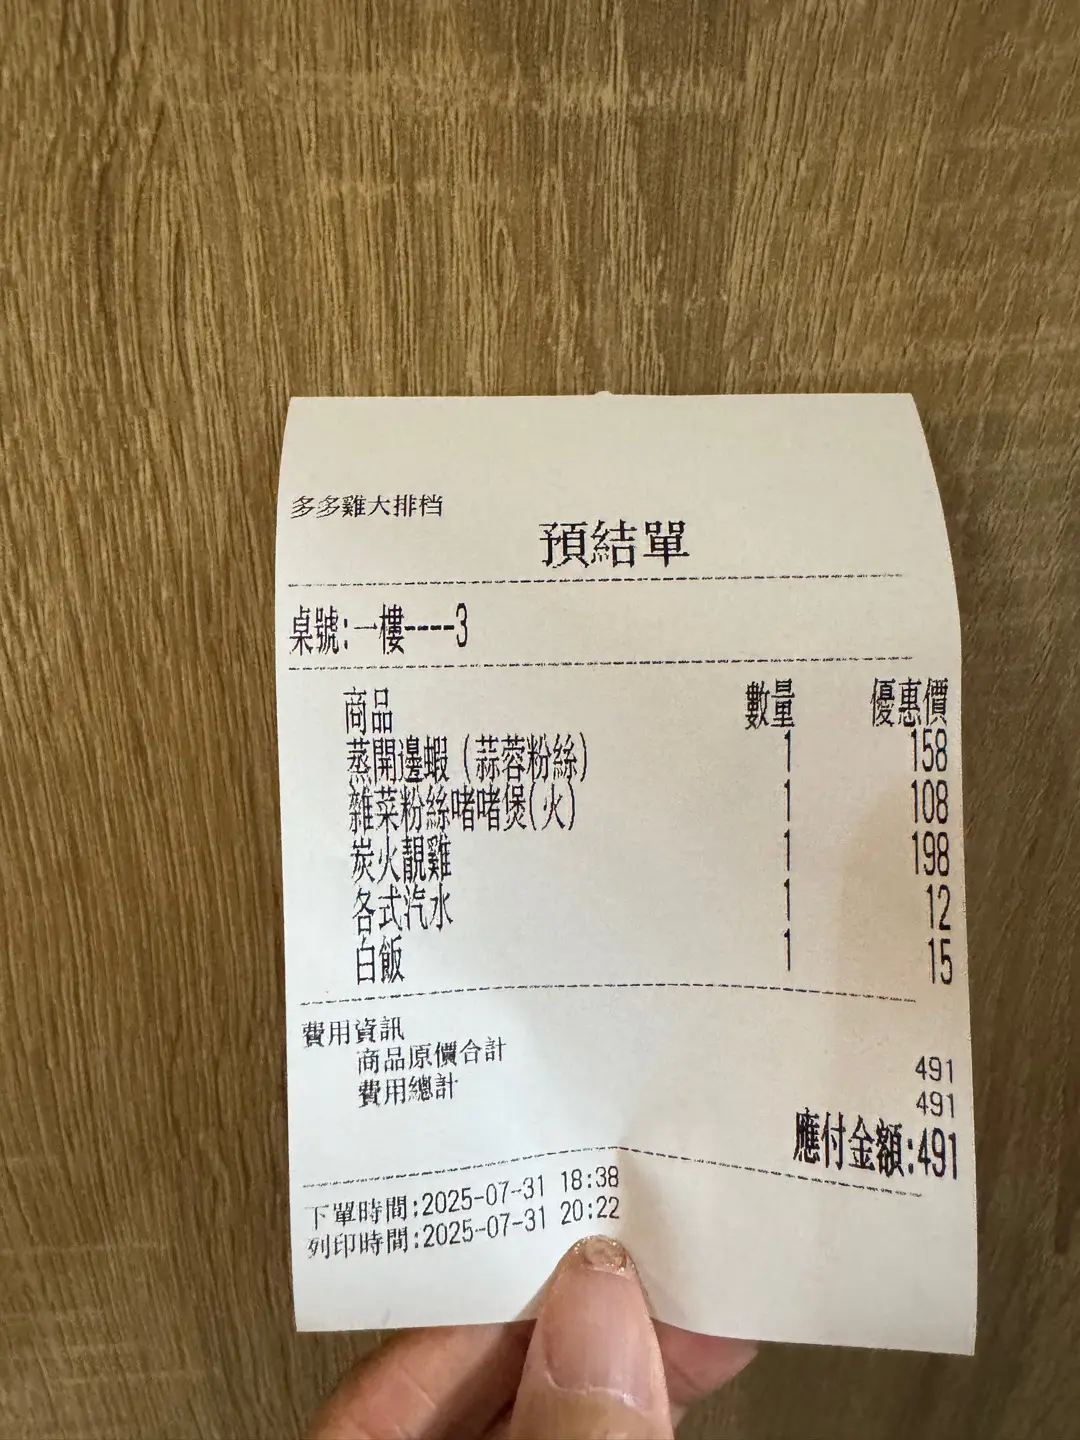 多多雞大排档
預結單
桌號:一樓----3
商品 數量 優惠價
蒸開邊蝦(蒜蓉粉絲) 1 158
雜菜粉絲啫啫煲(火) 1 108
炭火靚雞 1 198
各式汽水 1 12
白飯 1 15
費用資訊
商品原價合計 491
費用總計 491
應付金額:491
下單時間:2025-07-31 18:38
列印時間:2025-07-31 20:22